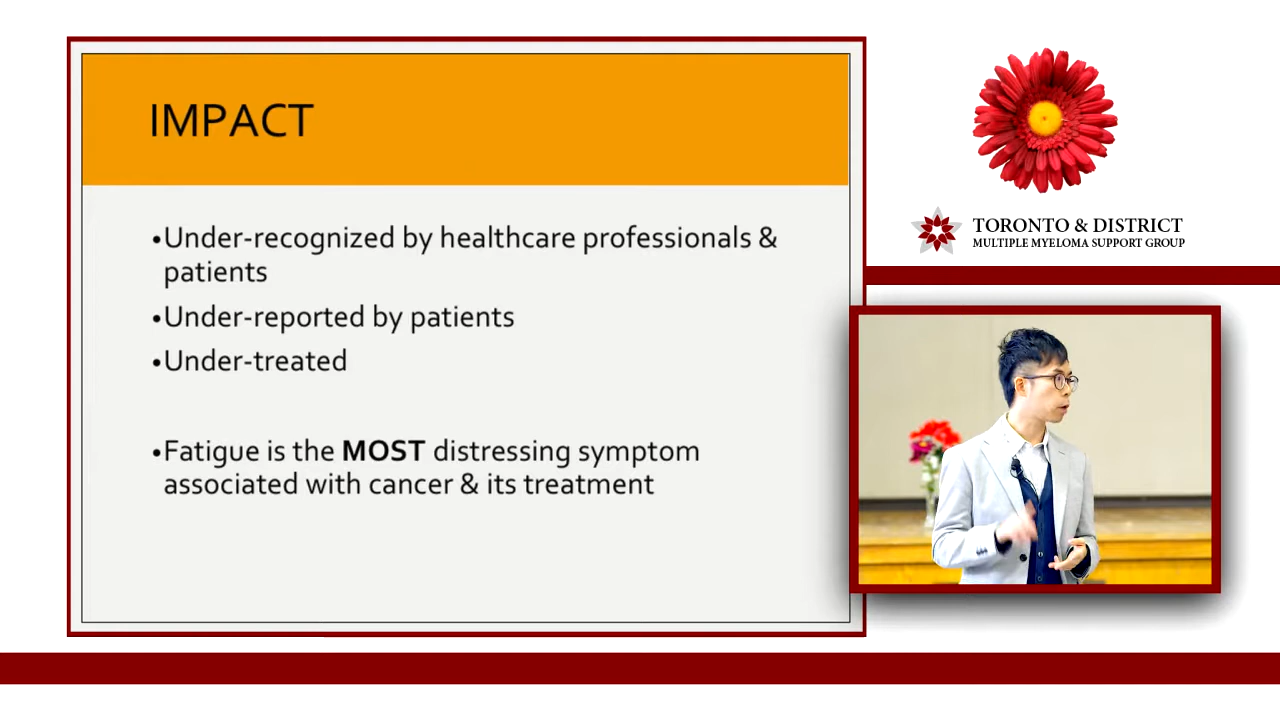 IMPACT
•Under-recognized by healthcare professionals &
patients
•Under-reported by patients
•Under-treated
•Fatigue is the MOST distressing symptom
associated with cancer & its treatment
TORONTO & DISTRICT
MULTIPLE MYELOMA SUPPORT GROUP